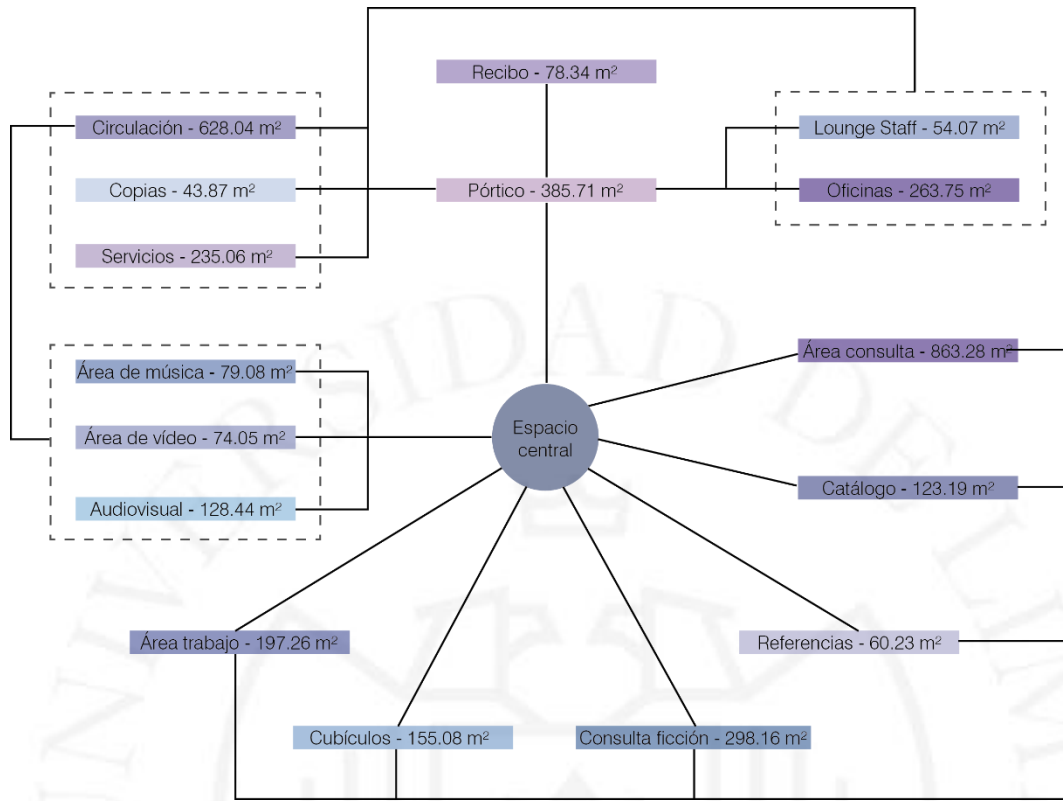 Recibo - 78.34 m²
Circulación - 628.04 m²
Lounge Staff - 54.07 m²
Copias - 43.87 m²
Pórtico - 385.71 m²
Oficinas - 263.75 m²
Servicios - 235.06 m²
Área de música - 79.08 m²
Área consulta - 863.28 m²
Área de vídeo - 74.05 m²
Espacio
central
Catálogo - 123.19 m²
Audiovisual - 128.44 m²
Área trabajo - 197.26 m²
Referencias - 60.23 m²
Cubículos - 155.08 m²
Consulta ficción - 298.16 m²
UNIVERSIDAD DE LIM